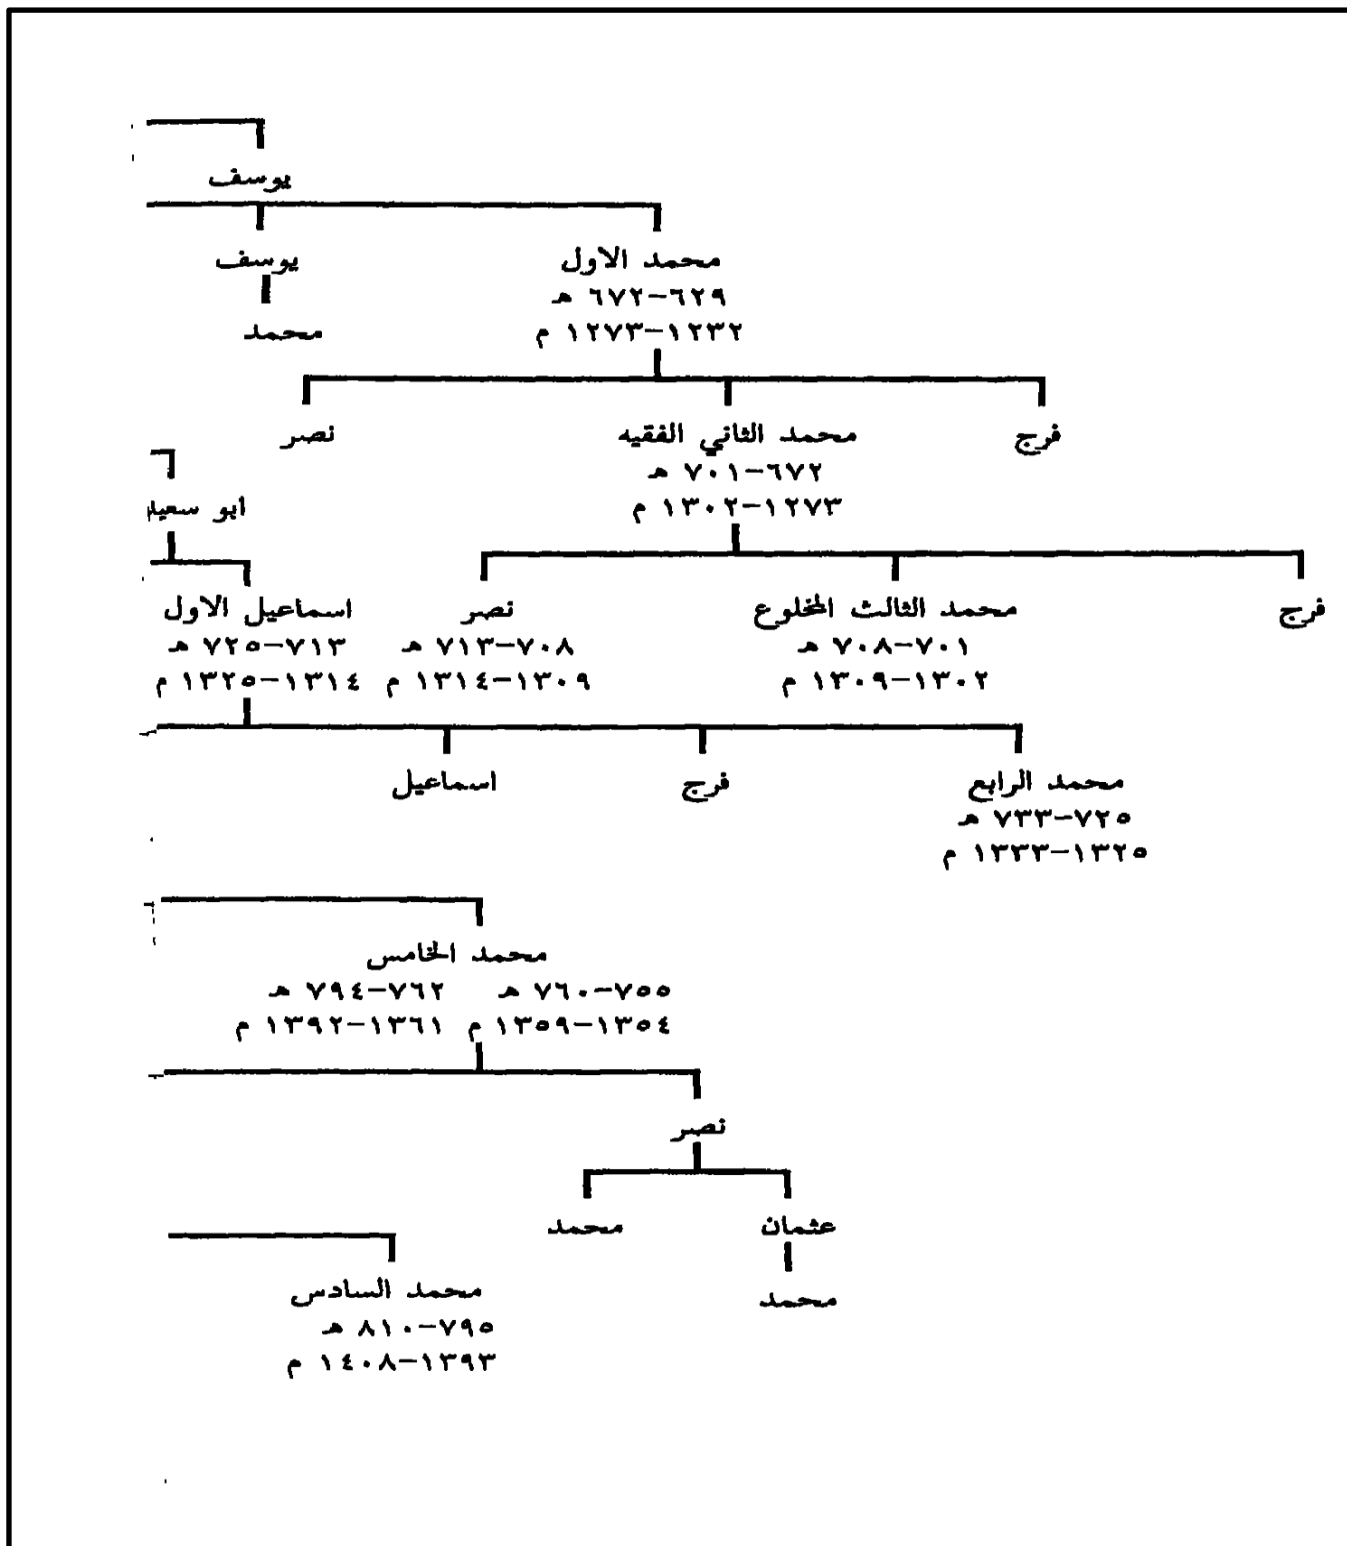 يوسف
محمد الاول
٦٢٩-٦٧٢ هـ
١٢٣٢-١٢٧٣ م
يوسف
محمد
فرج
محمد الثاني الفقيه
٦٧٢-٧٠١ هـ
١٢٧٣-١٣٠٢ م
نصر
أبو سعيد
فرج
محمد الثالث المخلوع
٧٠١-٧٠٨ هـ
١٣٠٢-١٣٠٩ م
نصر
٧٠٨-٧١٣ هـ
١٣٠٩-١٣١٤ م
اسماعيل الاول
٧١٣-٧٢٥ هـ
١٣١٤-١٣٢٥ م
محمد الرابع
٧٢٥-٧٣٣ هـ
١٣٢٥-١٣٣٣ م
فرج
اسماعيل
محمد الخامس
٧٥٥-٧٦٠ هـ ٧٦٢-٧٩٤ هـ
١٣٥٤-١٣٥٩ م ١٣٦١-١٣٩٢ م
نصر
عثمان
محمد
محمد
محمد السادس
٧٩٥-٨١٠ هـ
١٣٩٣-١٤٠٨ م